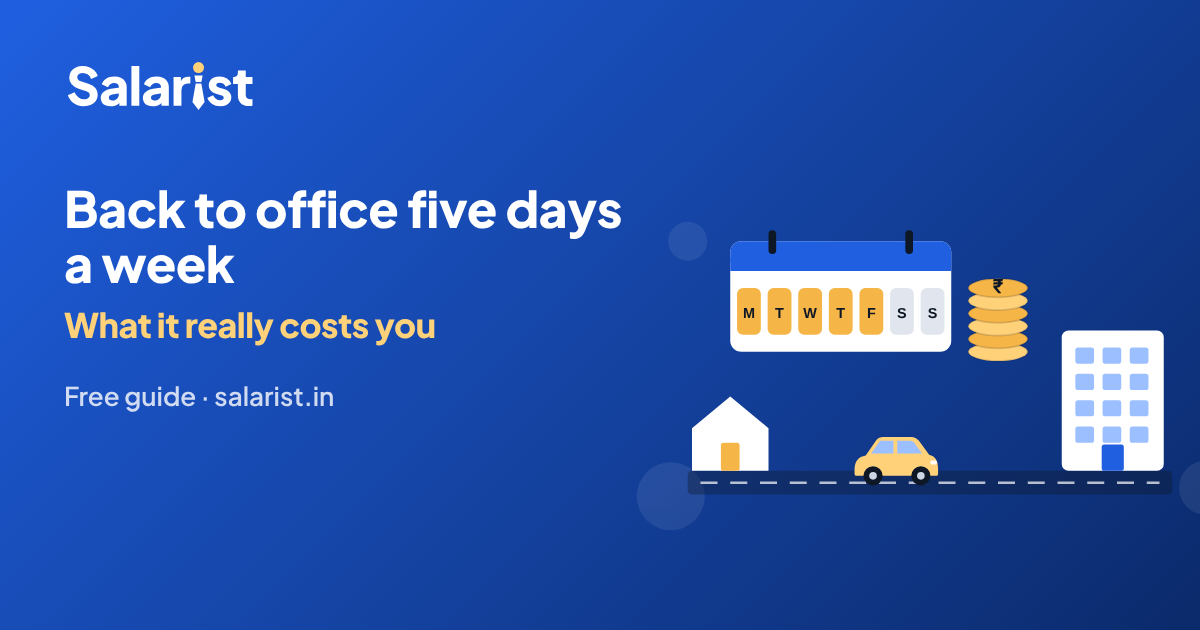 Salarist
Back to office five days
a week
What it really costs you
Free guide · salarist.in
M T W T F S S
₹